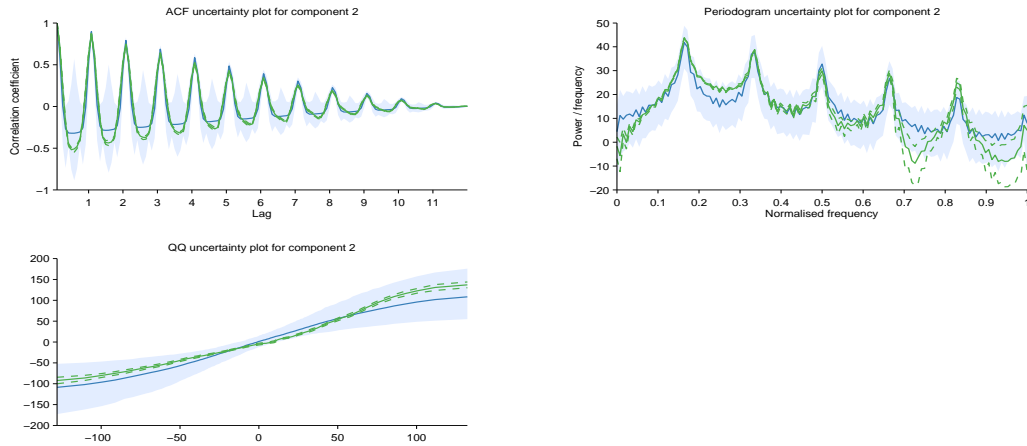 ACF uncertainty plot for component 2
Correlation coefficient
1
0.5
0
−0.5
−1
1 2 3 4 5 6 7 8 9 10 11
Lag
Periodogram uncertainty plot for component 2
Power / frequency
50
40
30
20
10
0
−10
−20
0 0.1 0.2 0.3 0.4 0.5 0.6 0.7 0.8 0.9 1
Normalised frequency
QQ uncertainty plot for component 2
200
150
100
50
0
−50
−100
−150
−200
−100 −50 0 50 100